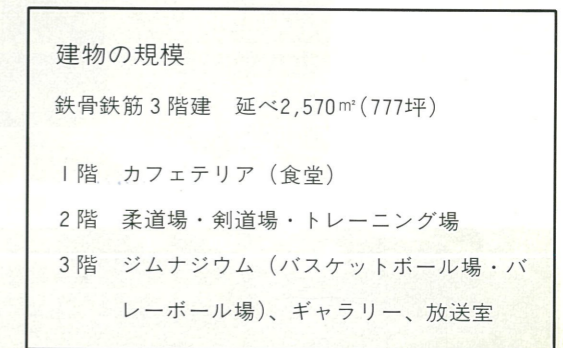 建物の規模
鉄骨鉄筋3階建　延べ2,570㎡(777坪)
1階　カフェテリア（食堂）
2階　柔道場・剣道場・トレーニング場
3階　ジムナジウム（バスケットボール場・バ
レーボール場）、ギャラリー、放送室